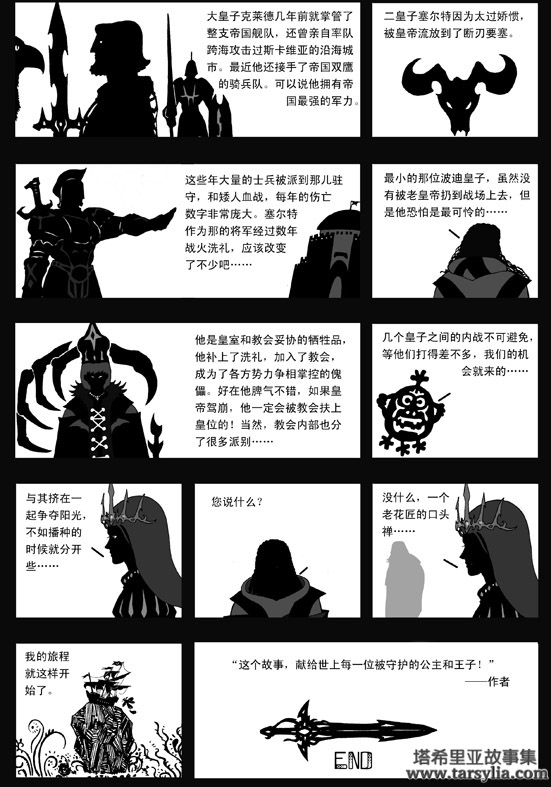 大皇子克莱德几年前就掌管了
整支帝国舰队，还曾亲自率队
跨海攻击过斯卡维亚的沿海城
市。最近他还接手了帝国双鹰
的骑兵队。可以说他拥有帝
国最强的军力。
二皇子塞尔特因为太过娇惯，
被皇帝流放到了断刃要塞。
这些年大量的士兵被派到那儿驻
守，和矮人血战，每年的伤亡
数字非常庞大。塞尔特
作为那的将军经过数年
战火洗礼，应该改变
了不少吧……
最小的那位波迪皇子，虽然没
有被老皇帝扔到战场上去，但
是他恐怕是最可怜的……
他是皇室和教会妥协的牺牲品，
他补上了洗礼，加入了教会，
成为了各方势力争相掌控的傀
儡。好在他脾气不错，如果皇
帝驾崩，他一定会被教会扶上
皇位的！当然，教会内部也分
了很多派别……
几个皇子之间的内战不可避免，
等他们打得差不多，我们的机
会就来的……
与其挤在一
起争夺阳光，
不如播种的
时候就分开
些……
您说什么？
没什么，一个
老花匠的口头
禅……
我的旅程
就这样开
始了。
“这个故事，献给世上每一位被守护的公主和王子！”
——作者
END
塔希里亚故事集
www.tarsylia.com